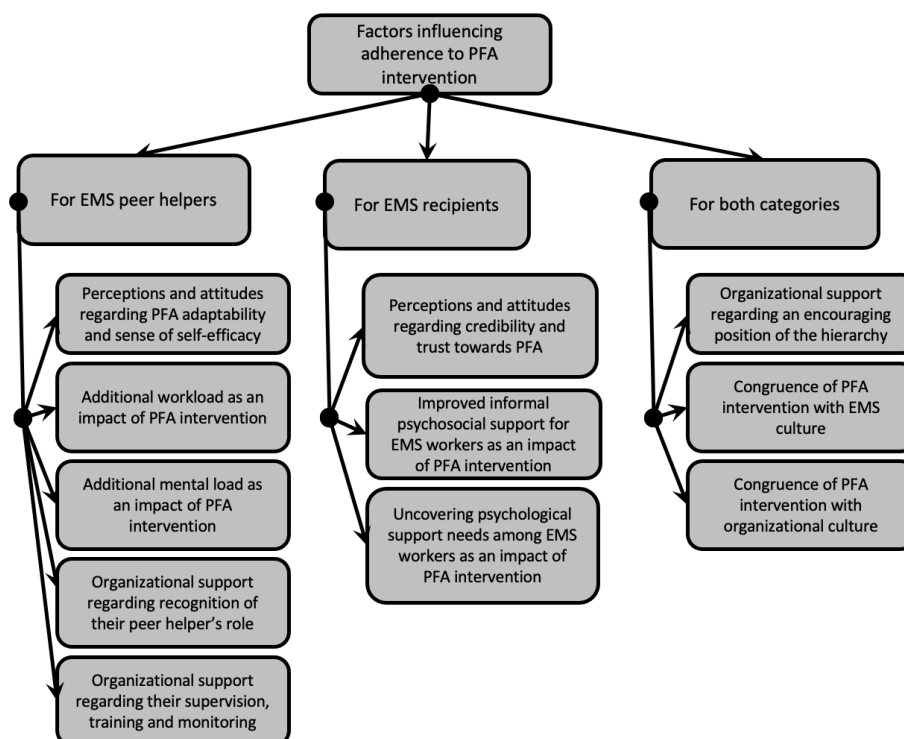 Factors influencing
adherence to PFA
intervention
For EMS peer helpers
For EMS recipients
For both categories
Perceptions and attitudes
regarding PFA adaptability
and sense of self-efficacy
Additional workload as an
impact of PFA intervention
Additional mental load as
an impact of PFA
intervention
Organizational support
regarding recognition of
their peer helper’s role
Organizational support
regarding their supervision,
training and monitoring
Perceptions and attitudes
regarding credibility and
trust towards PFA
Improved informal
psychosocial support for
EMS workers as an impact
of PFA intervention
Uncovering psychological
support needs among EMS
workers as an impact of
PFA intervention
Organizational support
regarding an encouraging
position of the hierarchy
Congruence of PFA
intervention with EMS
culture
Congruence of PFA
intervention with
organizational culture